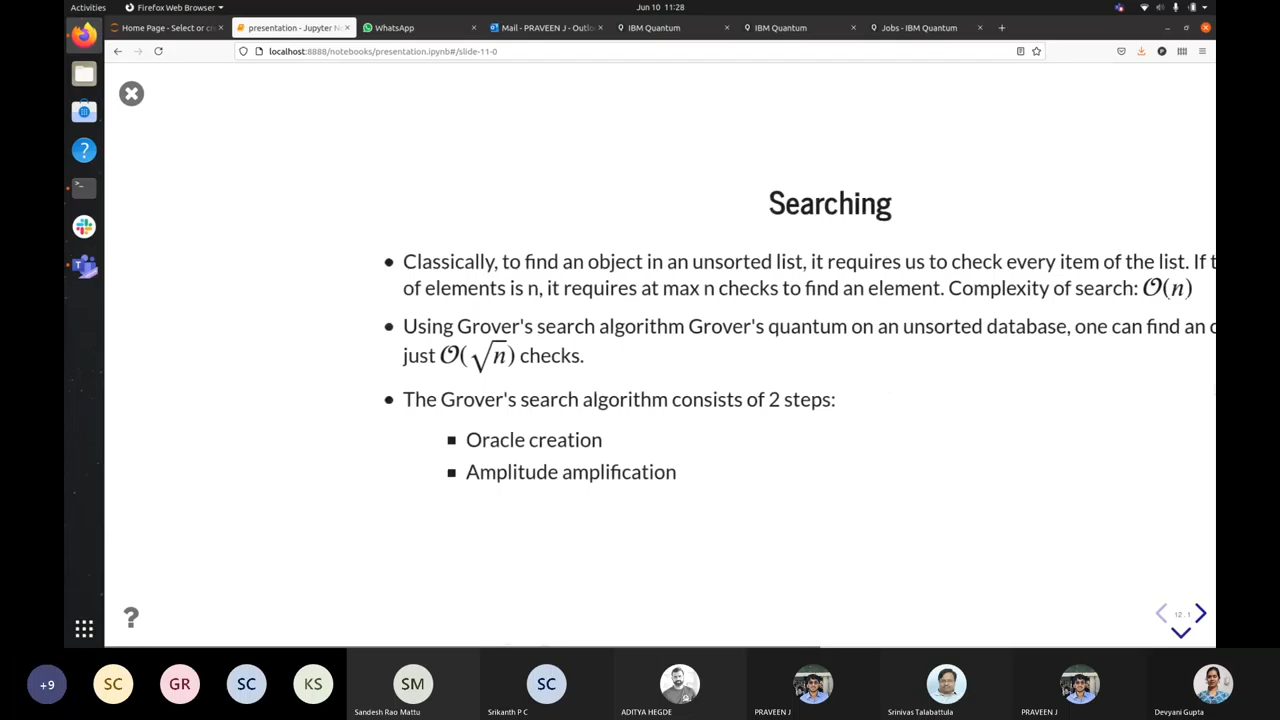 Activities
Firefox Web Browser
Jun 10 11:28
Home Page - Select or cr
presentation - Jupyter N
WhatsApp
Mail - PRAVEEN J - Outlo
IBM Quantum
IBM Quantum
Jobs - IBM Quantum
localhost:8888/notebooks/presentation.ipynb#/slide-11-0
Searching
Classically, to find an object in an unsorted list, it requires us to check every item of the list. If t
of elements is n, it requires at max n checks to find an element. Complexity of search: O(n)
Using Grover's search algorithm Grover's quantum on an unsorted database, one can find an
just O(√n) checks.
The Grover's search algorithm consists of 2 steps:
Oracle creation
Amplitude amplification
?
12.1
+9
SC
GR
SC
KS
SM
Sandesh Rao Mattu
SC
Srikanth P C
ADITYA HEGDE
PRAVEEN J
Srinivas Talabattula
PRAVEEN J
Devyani Gupta